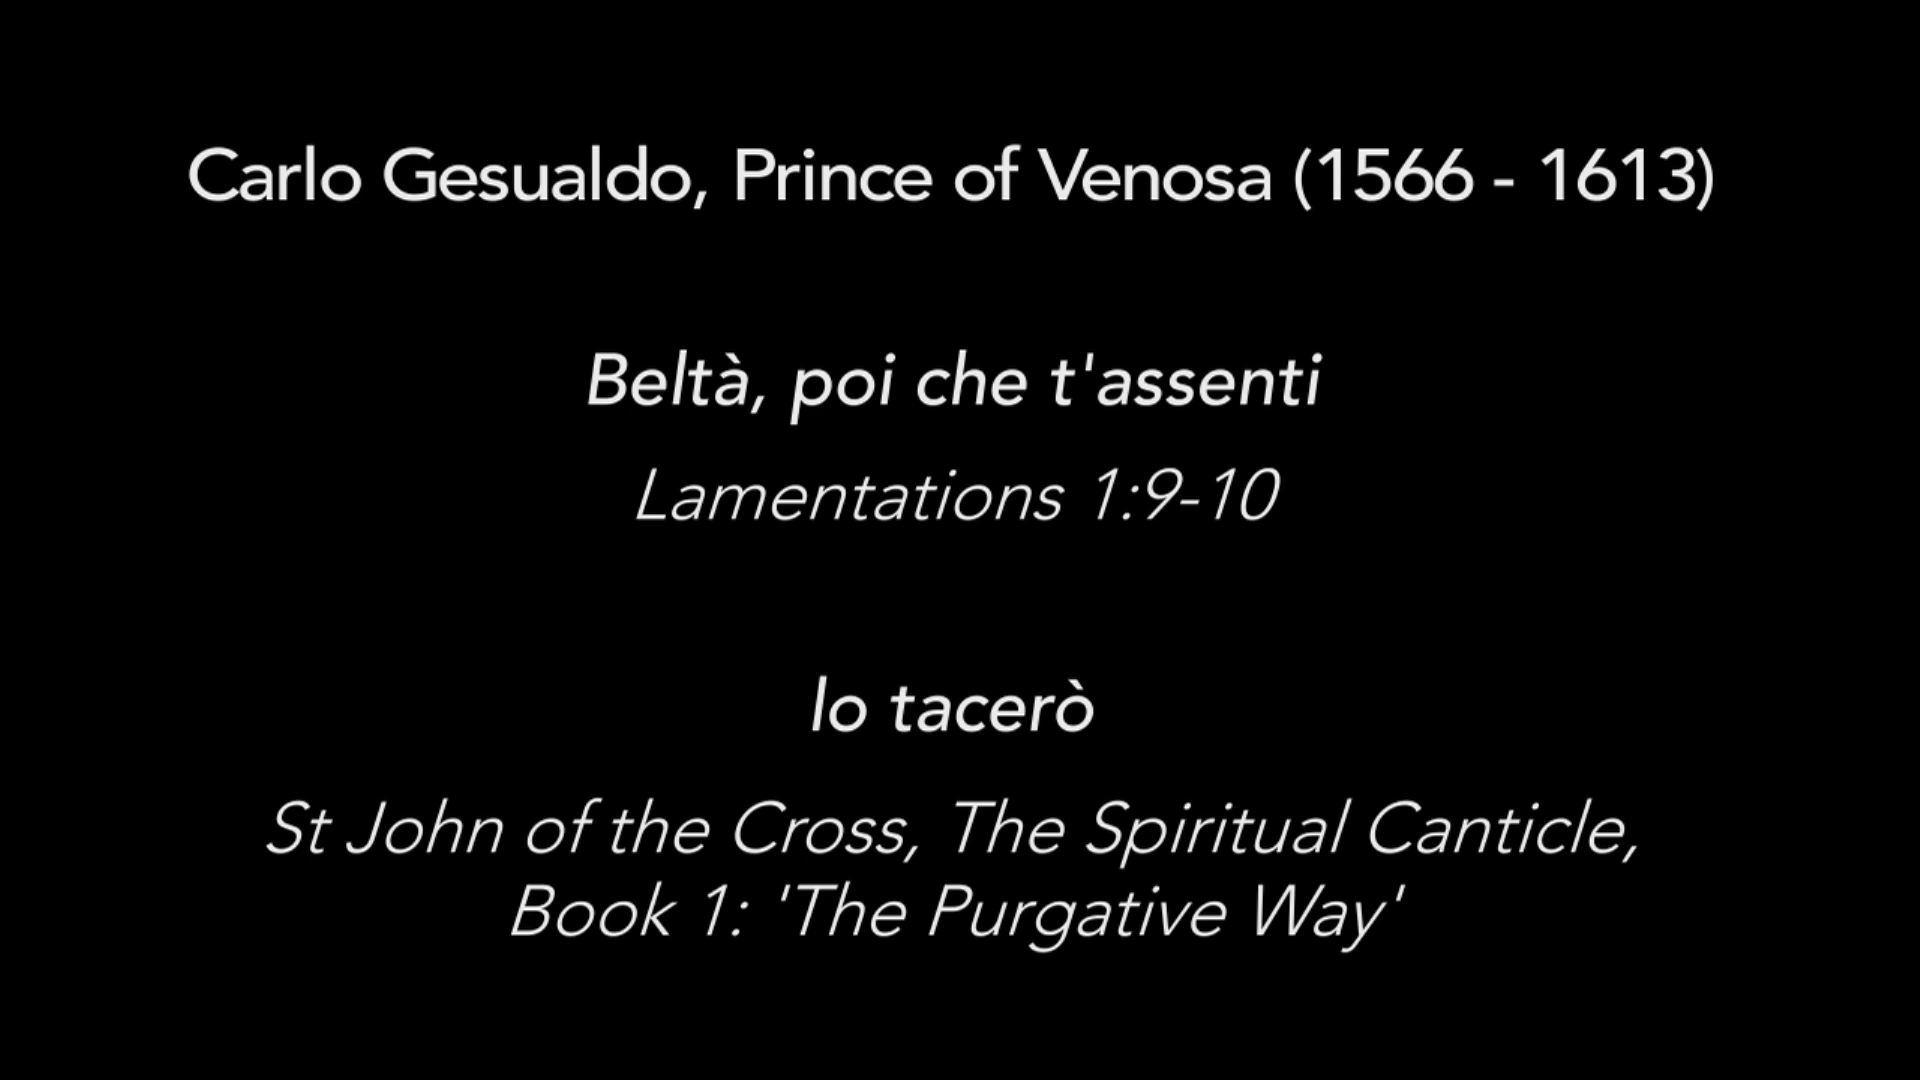 Carlo Gesualdo, Prince of Venosa (1566 - 1613)
Beltà, poi che t'assenti
Lamentations 1:9-10
Io tacerò
St John of the Cross, The Spiritual Canticle,
Book 1: 'The Purgative Way'